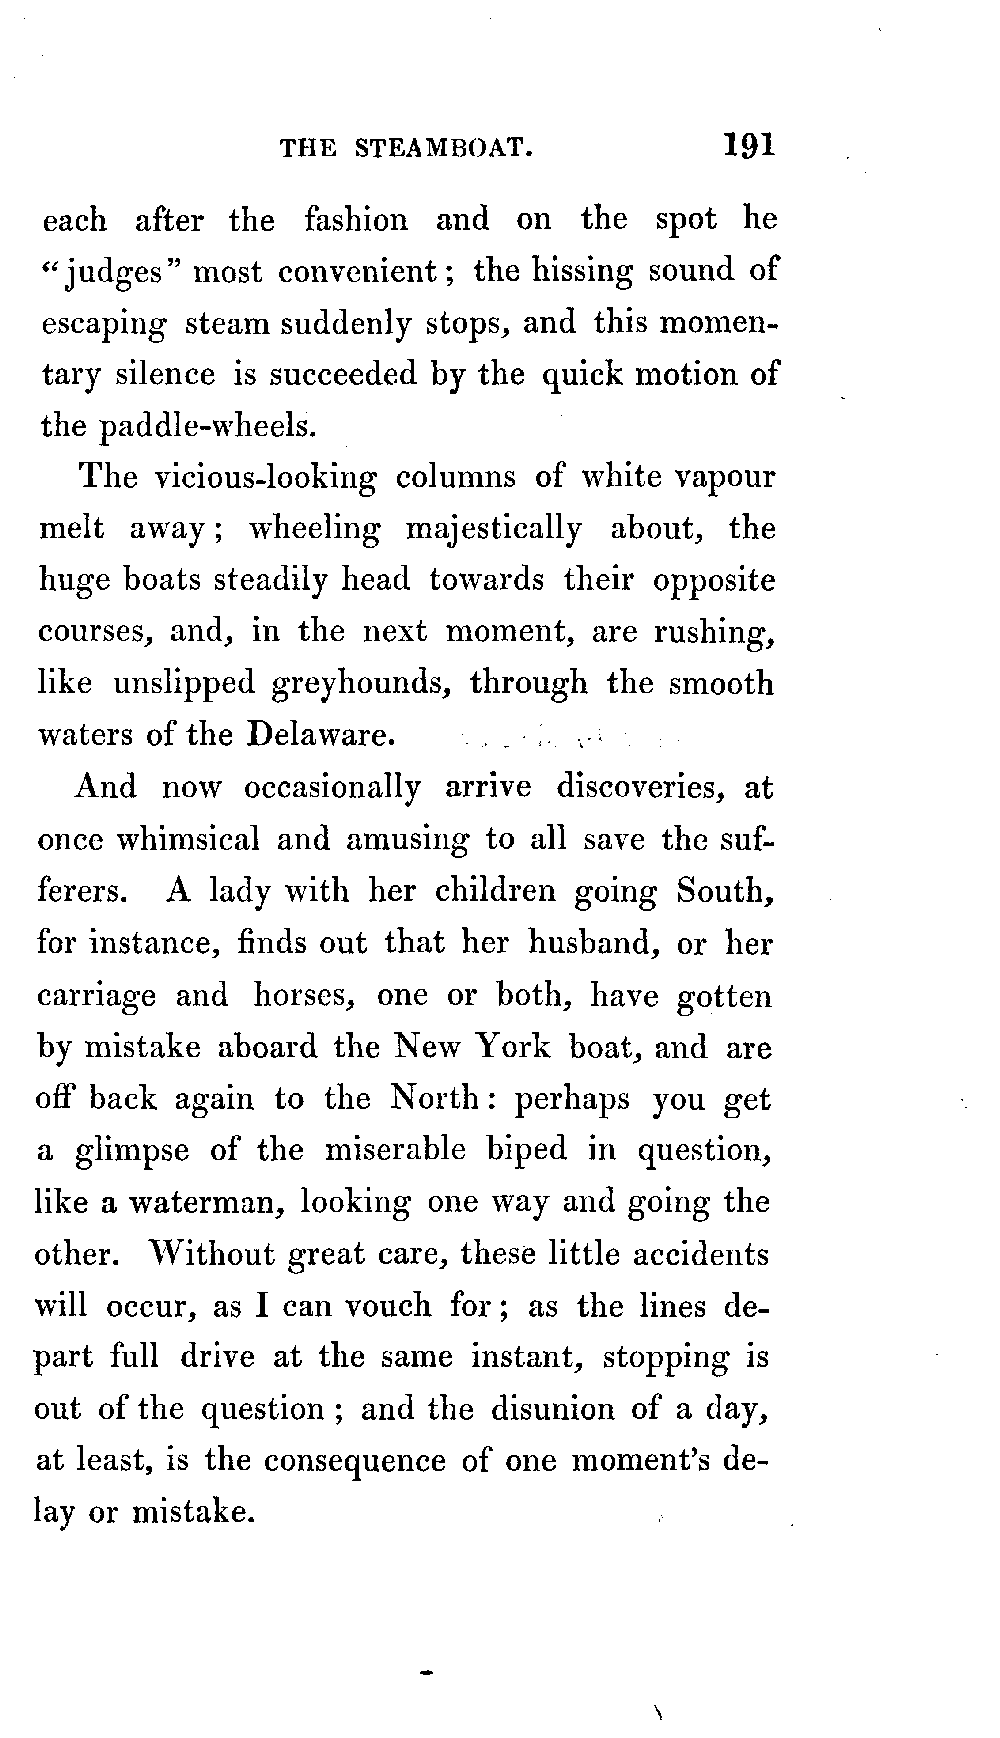 THE STEAMBOAT. 191
each after the fashion and on the spot he
“judges” most convenient; the hissing sound of
escaping steam suddenly stops, and this momen-
tary silence is succeeded by the quick motion of
the paddle-wheels.
The vicious-looking columns of white vapour
melt away; wheeling majestically about, the
huge boats steadily head towards their opposite
courses, and, in the next moment, are rushing,
like unslipped greyhounds, through the smooth
waters of the Delaware.
And now occasionally arrive discoveries, at
once whimsical and amusing to all save the suf-
ferers. A lady with her children going South,
for instance, finds out that her husband, or her
carriage and horses, one or both, have gotten
by mistake aboard the New York boat, and are
off back again to the North: perhaps you get
a glimpse of the miserable biped in question,
like a waterman, looking one way and going the
other. Without great care, these little accidents
will occur, as I can vouch for; as the lines de-
part full drive at the same instant, stopping is
out of the question; and the disunion of a day,
at least, is the consequence of one moment's de-
lay or mistake.